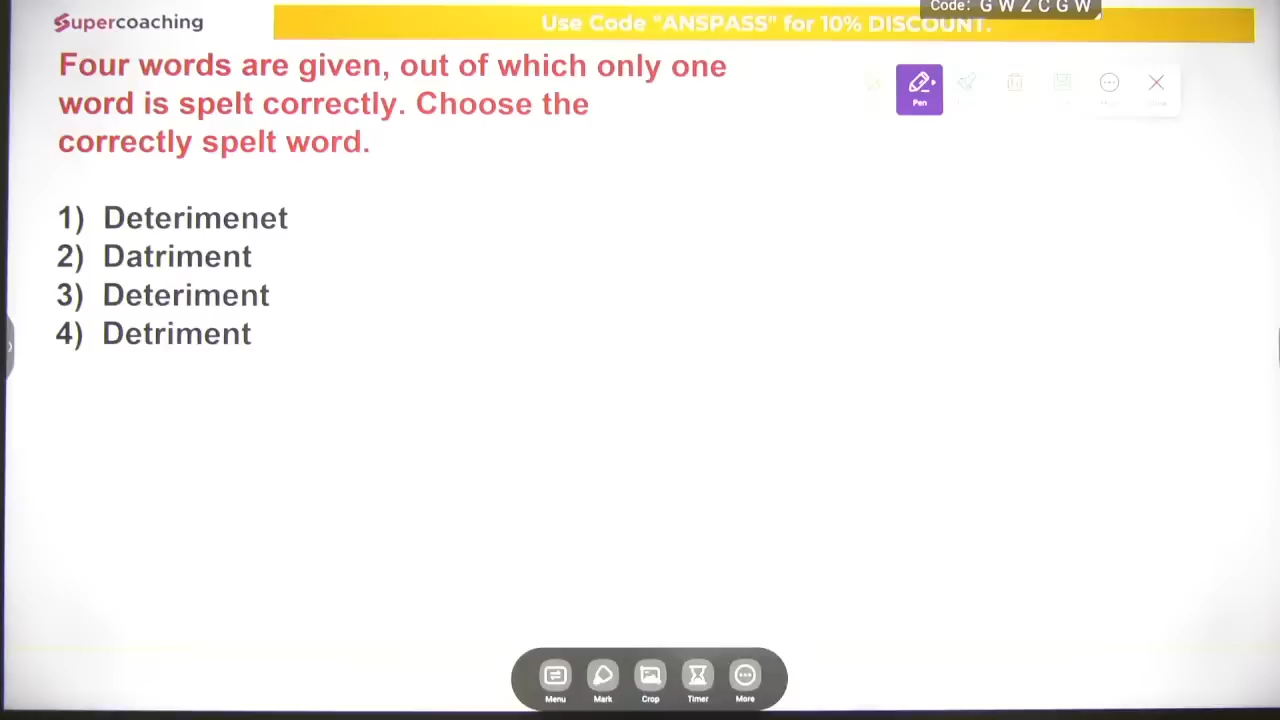 Supercoaching
Use Code "ANSPASS" for 10% DISCOUNT.
Code: G W Z C G W
Four words are given, out of which only one
word is spelt correctly. Choose the
correctly spelt word.
Pen
1) Deterimenet
2) Datriment
3) Deteriment
4) Detriment
Menu
Mark
Crop
Timer
More